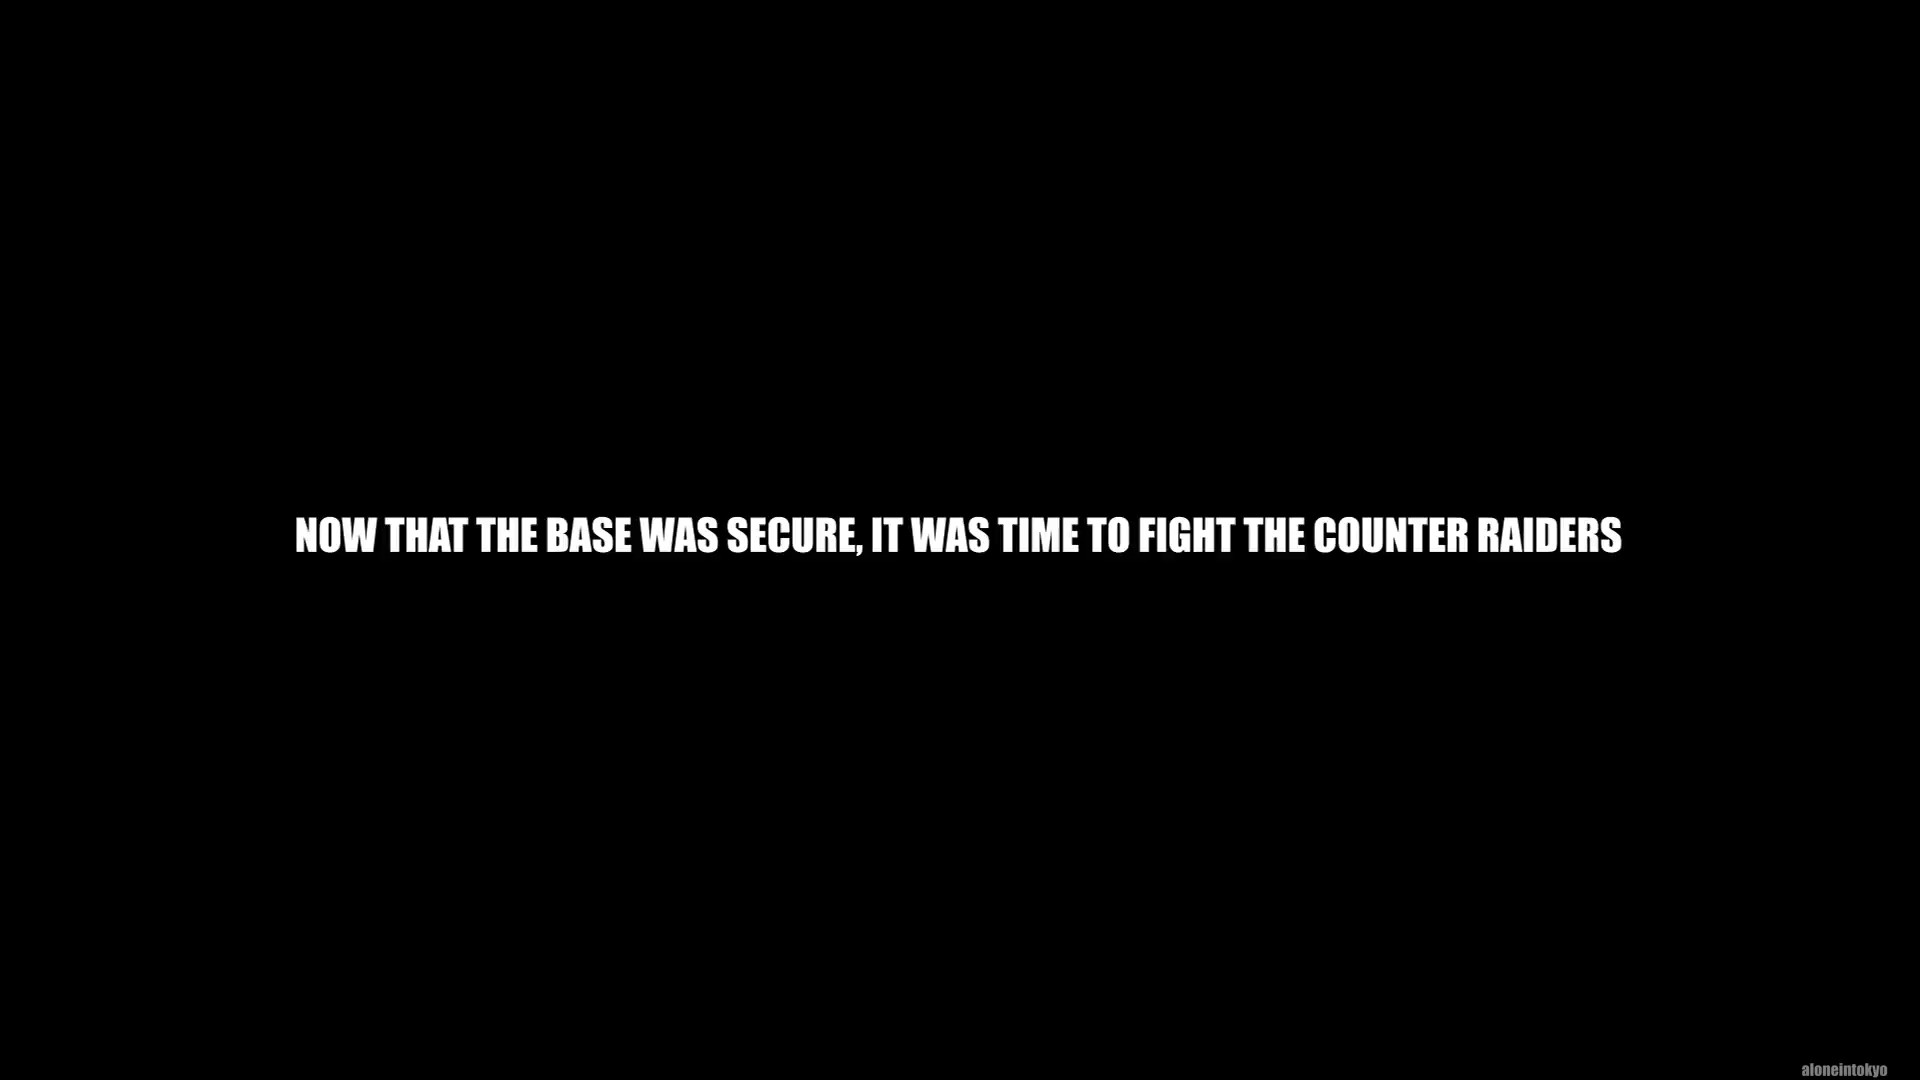 NOW THAT THE BASE WAS SECURE, IT WAS TIME TO FIGHT THE COUNTER RAIDERS
aloneintokyo